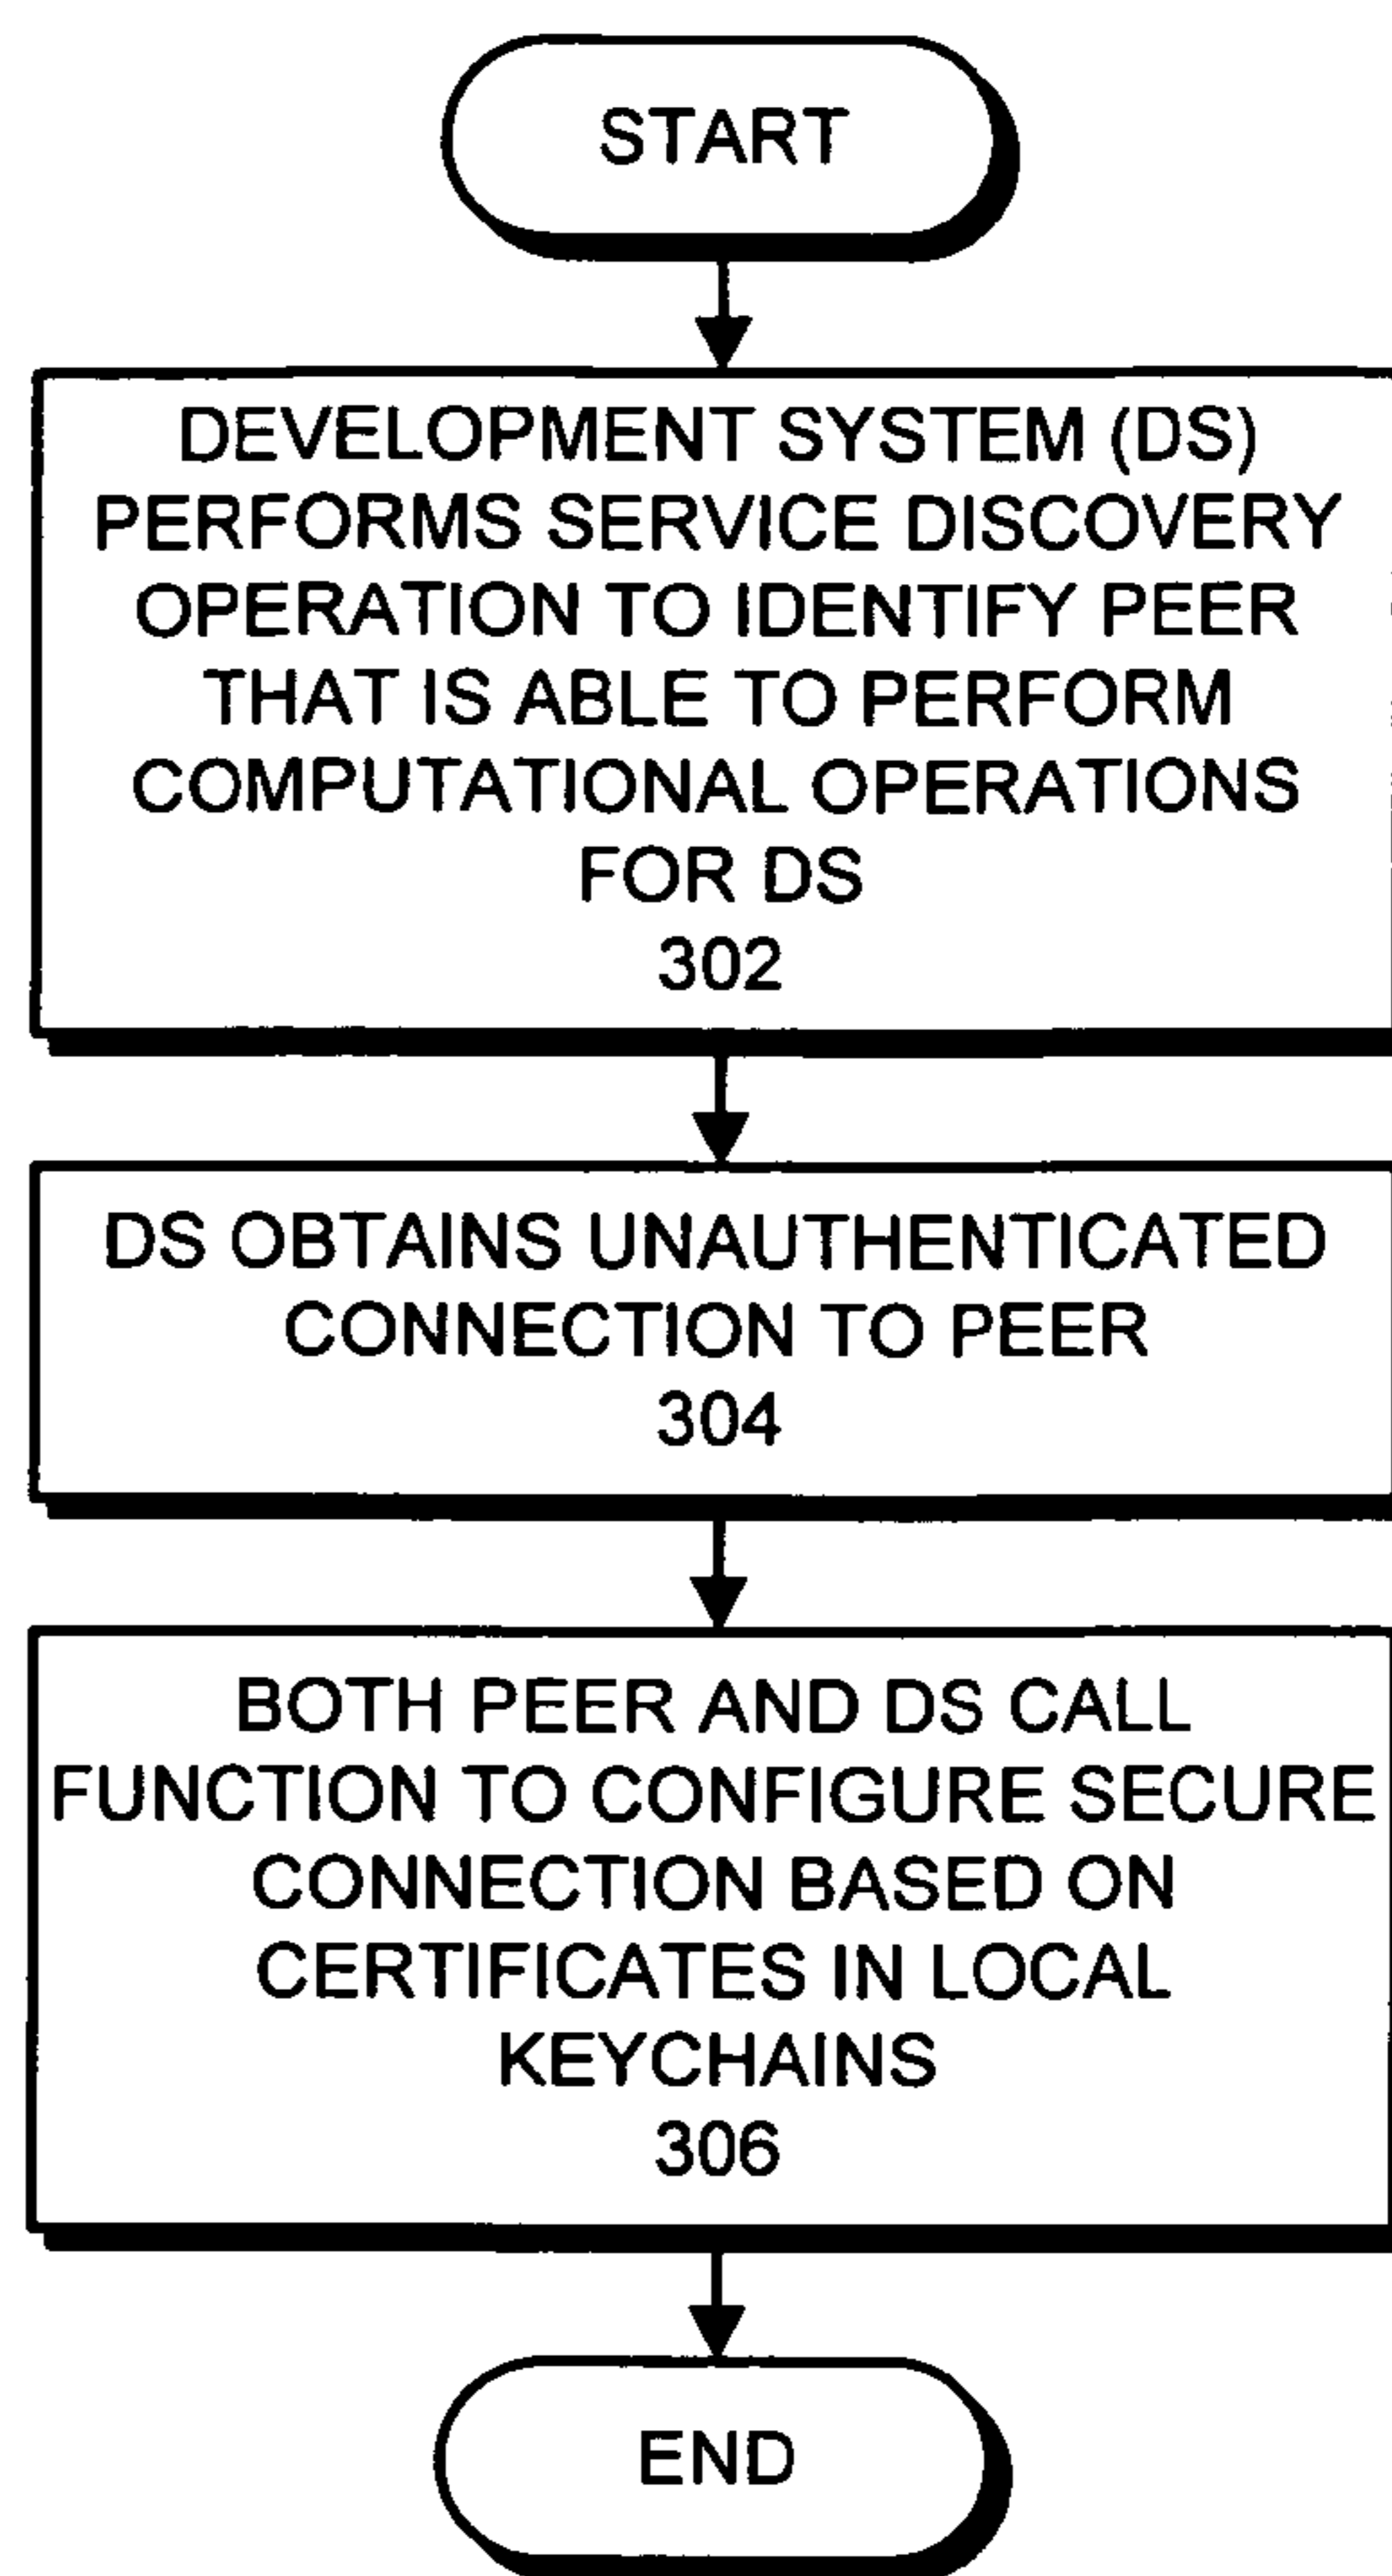 START
DEVELOPMENT SYSTEM (DS)
PERFORMS SERVICE DISCOVERY
OPERATION TO IDENTIFY PEER
THAT IS ABLE TO PERFORM
COMPUTATIONAL OPERATIONS
FOR DS
302
DS OBTAINS UNAUTHENTICATED
CONNECTION TO PEER
304
BOTH PEER AND DS CALL
FUNCTION TO CONFIGURE SECURE
CONNECTION BASED ON
CERTIFICATES IN LOCAL
KEYCHAINS
306
END